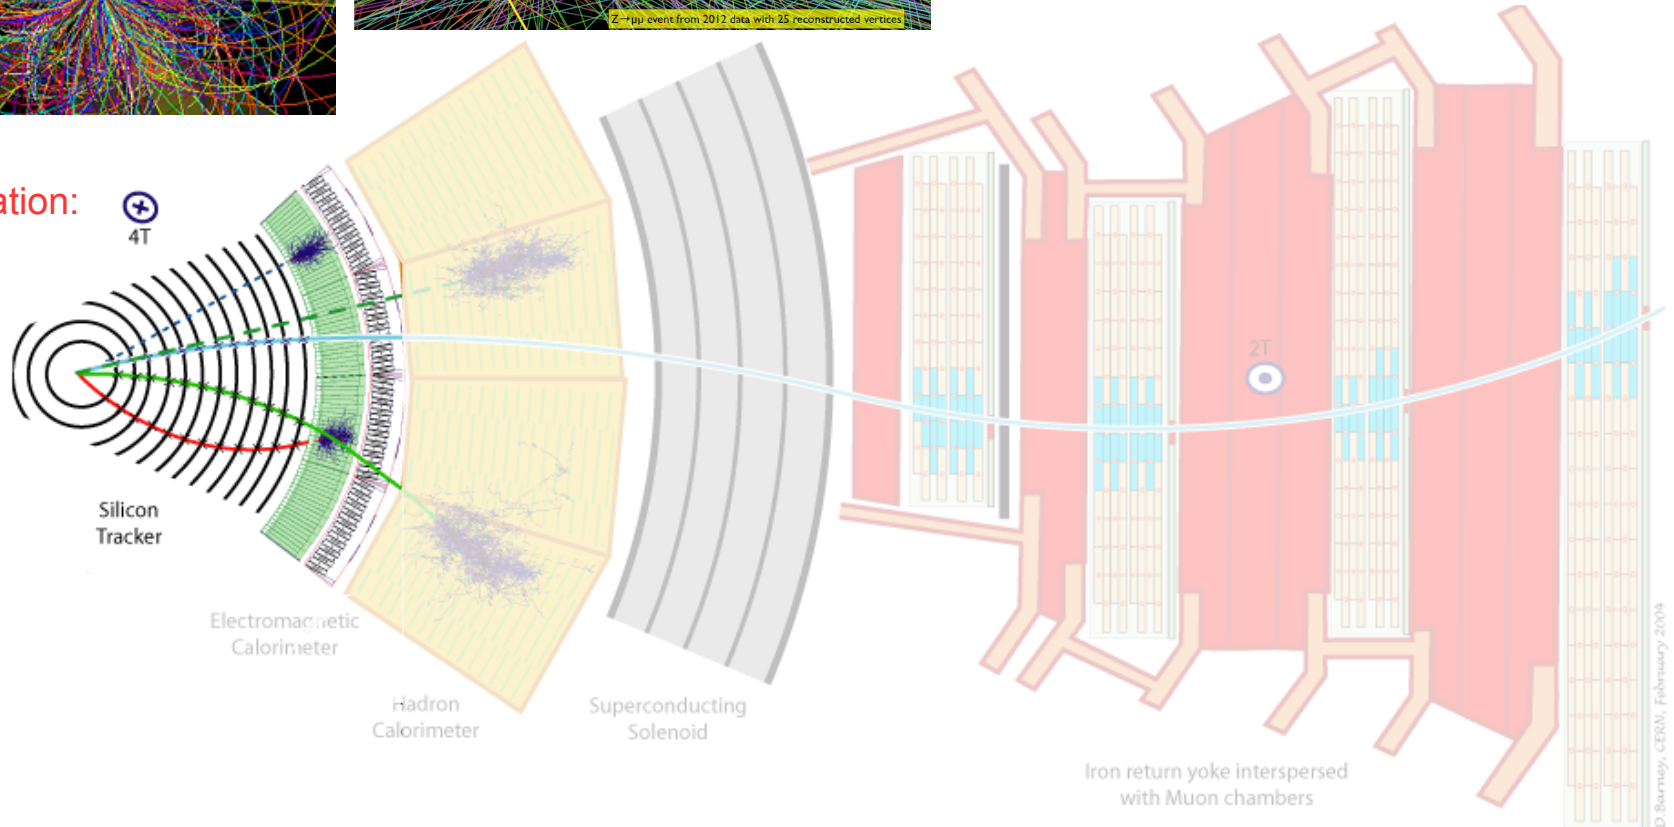 Z→μμ event from 2012 data with 25 reconstructed vertices
ation:
4T
2T
Silicon
Tracker
Electromagnetic
Calorimeter
Hadron
Calorimeter
Superconducting
Solenoid
Iron return yoke interspersed
with Muon chambers
D.Barney, CERN, February 2004